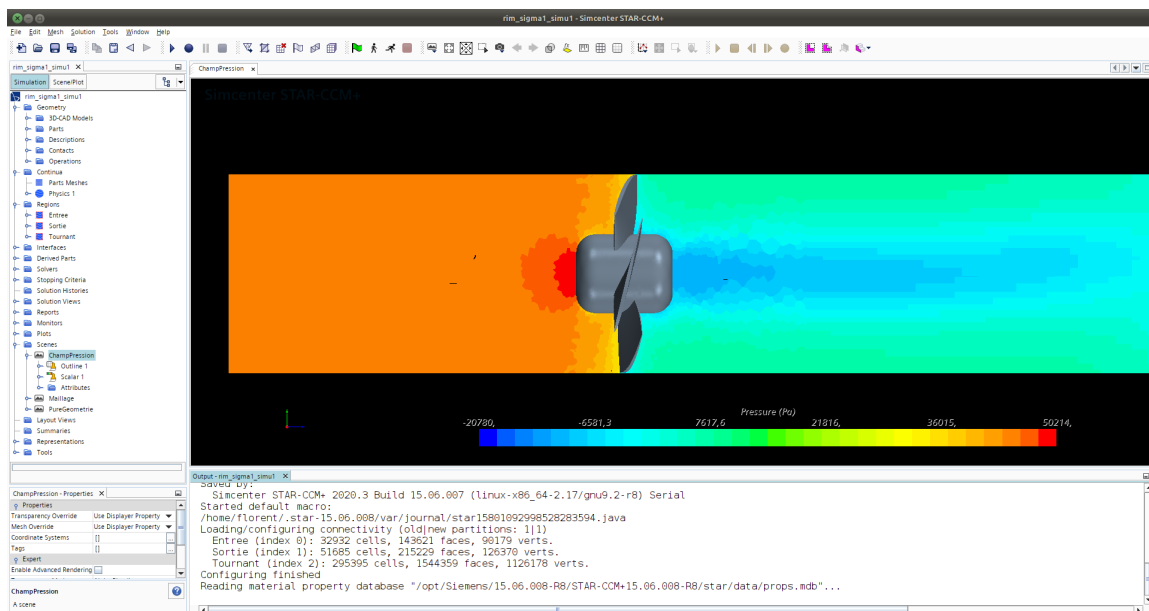 rim_sigma1_simu1 - Simcenter STAR-CCM+
File Edit Mesh Solution Tools Window Help
rim_sigma1_simu1 ×
Simulation Scene/Plot
rim_sigma1_simu1
Geometry
3D-CAD Models
Parts
Descriptions
Contacts
Operations
Continua
Parts Meshes
Physics 1
Regions
Entree
Sortie
Tournant
Interfaces
Derived Parts
Solvers
Stopping Criteria
Solution Histories
Solution Views
Reports
Monitors
Plots
Scenes
ChampPression
Outline 1
Scalar 1
Attributes
Maillage
PureGeometrie
Layout Views
Summaries
Representations
Tools
ChampPression - Properties ×
Properties
Transparency Override Use Displayer Property
Mesh Override Use Displayer Property
Coordinate Systems []
Tags []
Expert
Enable Advanced Rendering
ChampPression
A scene
ChampPression ×
Simcenter STAR-CCM+
Pressure (Pa)
-20780, -6581,3 7617,6 21816, 36015, 50214,
Output - rim_sigma1_simu1 ×
Saved by:
Simcenter STAR-CCM+ 2020.3 Build 15.06.007 (linux-x86_64-2.17/gnu9.2-r8) Serial
Started default macro:
/home/florent/.star-15.06.008/var/journal/star15801092998528283594.java
Loading/configuring connectivity (old|new partitions: 1|1)
Entree (index 0): 32932 cells, 143621 faces, 90179 verts.
Sortie (index 1): 51685 cells, 215229 faces, 126370 verts.
Tournant (index 2): 295395 cells, 1544359 faces, 1126178 verts.
Configuring finished
Reading material property database "/opt/Siemens/15.06.008-R8/STAR-CCM+15.06.008-R8/star/data/props.mdb"...